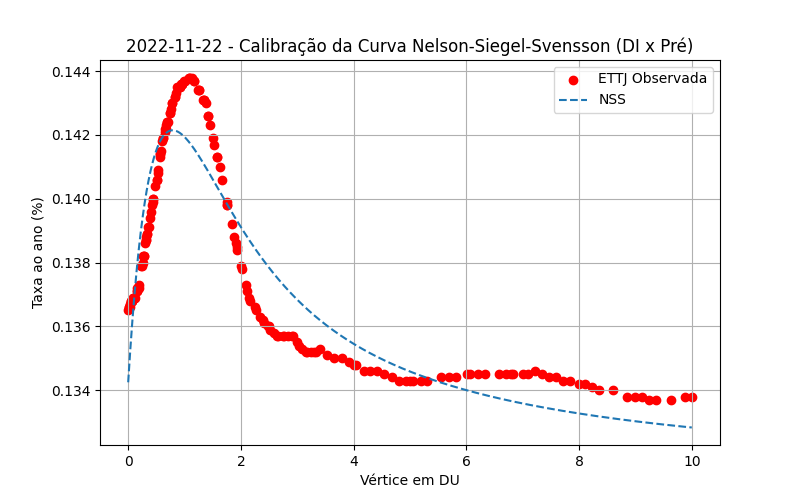 2022-11-22 - Calibração da Curva Nelson-Siegel-Svensson (DI x Pré)
ETTJ Observada
NSS
Taxa ao ano (%)
0.144
0.142
0.140
0.138
0.136
0.134
0 2 4 6 8 10
Vértice em DU